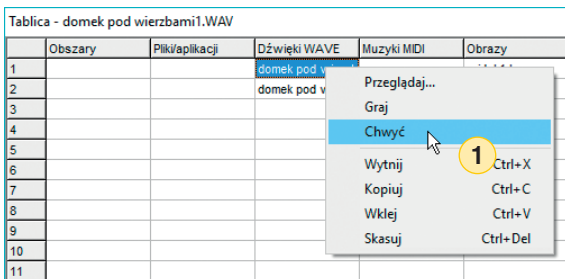 Tablica - domek pod wierzbami1.WAV
Obszary Pliki/aplikacji Dźwięki WAVE Muzyki MIDI Obrazy
1 domek pod
2 domek pod
3
4
5
6
7
8
9
10
11
Przeglądaj...
Graj
Chwyć
1
Wytnij Ctrl+X
Kopiuj Ctrl+C
Wklej Ctrl+V
Skasuj Ctrl+Del